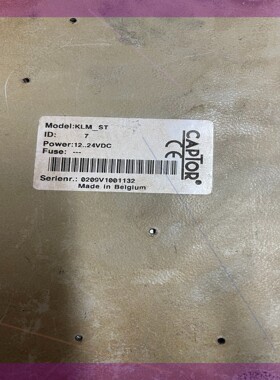 Model:KLM_ST
ID: 7
Power:12..24VDC
Fuse: ---
Serienr.: 0209V1001132
Made in Belgium
CAPTOR
CE